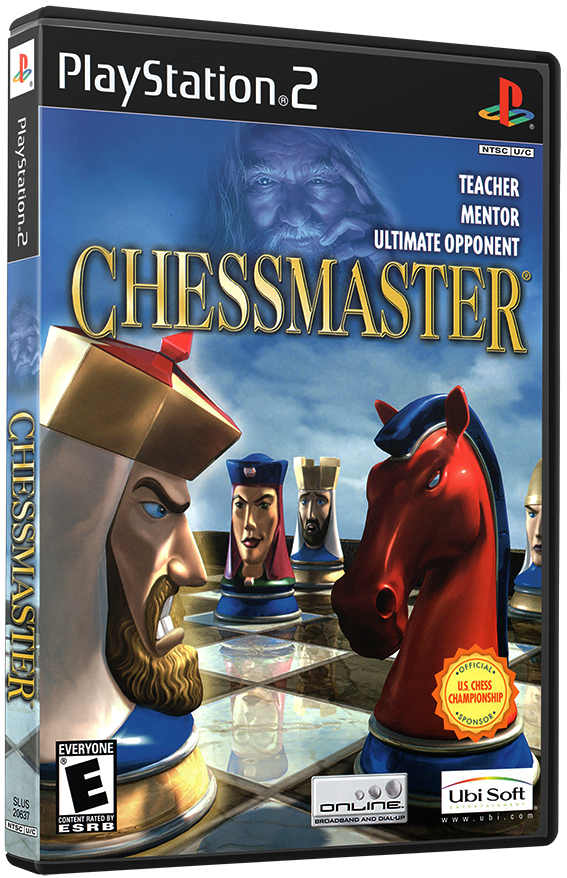 PlayStation®2
NTSC U/C
TEACHER
MENTOR
ULTIMATE OPPONENT
CHESSMASTER®
OFFICIAL
U.S. CHESS
CHAMPIONSHIP
SPONSOR
EVERYONE
E
CONTENT RATED BY
ESRB
ONLINE
BROADBAND AND DIAL-UP
Ubi Soft
ENTERTAINMENT
www.ubi.com
PlayStation®2
CHESSMASTER
SLUS
20637
NTSC U/C